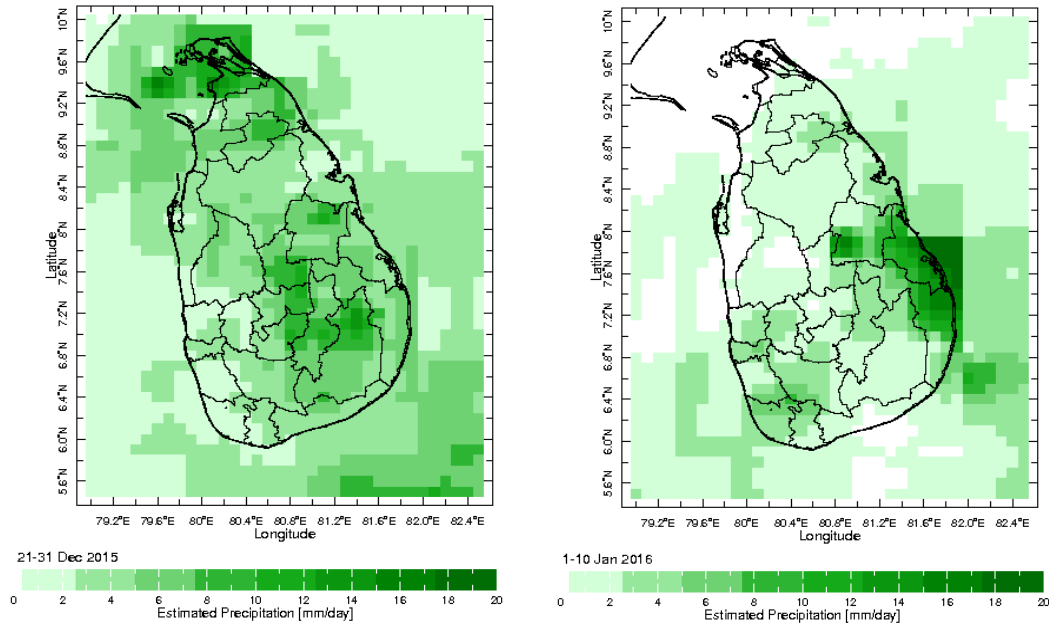 10°N
9.6°N
9.2°N
8.8°N
8.4°N
8°N
7.6°N
7.2°N
6.8°N
6.4°N
6.0°N
5.6°N
Latitude
79.2°E 79.6°E 80°E 80.4°E 80.8°E 81.2°E 81.6°E 82.0°E 82.4°E
Longitude
21-31 Dec 2015
0 2 4 6 8 10 12 14 16 18 20
Estimated Precipitation [mm/day]
10°N
9.6°N
9.2°N
8.8°N
8.4°N
8°N
7.6°N
7.2°N
6.8°N
6.4°N
6.0°N
5.6°N
Latitude
79.2°E 79.6°E 80°E 80.4°E 80.8°E 81.2°E 81.6°E 82.0°E 82.4°E
Longitude
1-10 Jan 2016
0 2 4 6 8 10 12 14 16 18 20
Estimated Precipitation [mm/day]